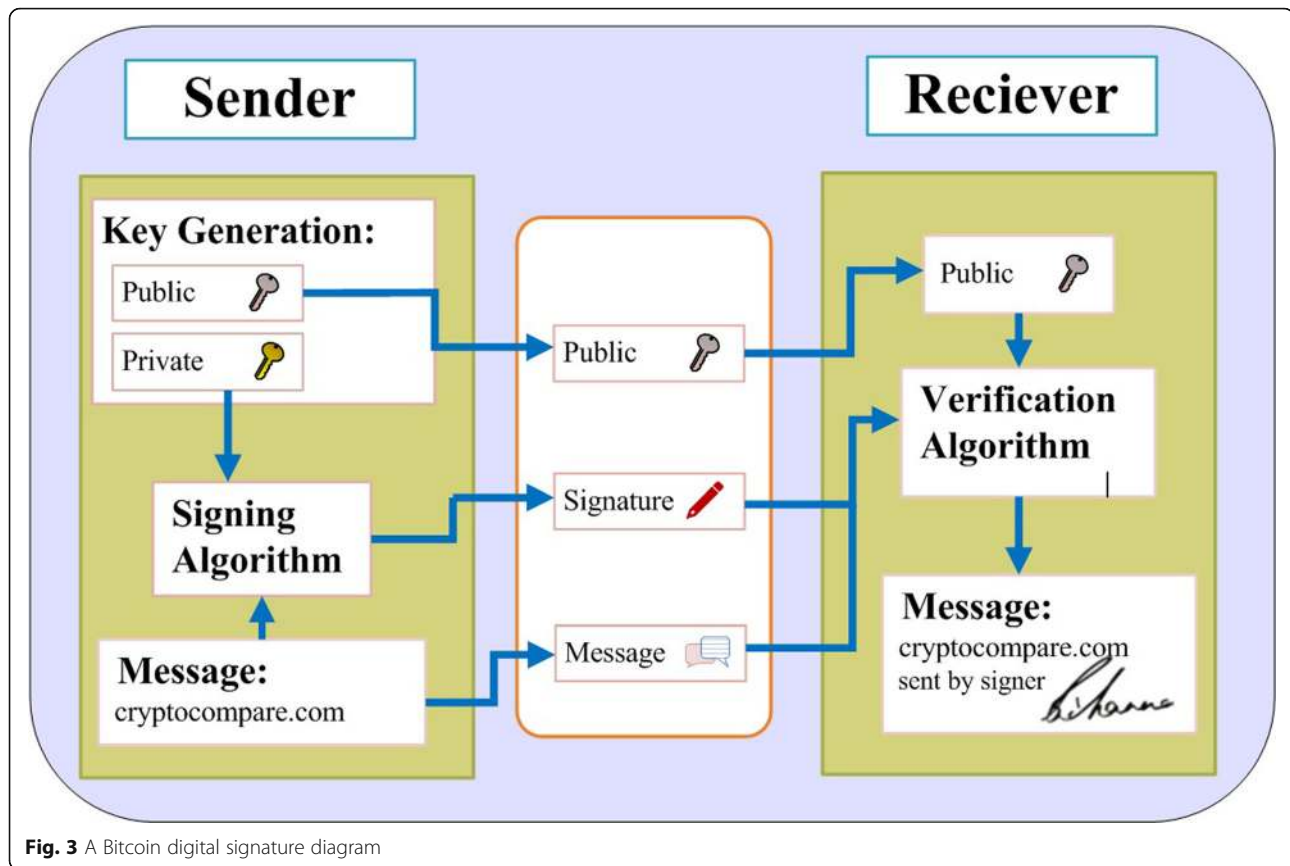 Sender
Reciever
Key Generation:
Public
Private
Signing
Algorithm
Message:
cryptocompare.com
Public
Signature
Message
Public
Verification
Algorithm
Message:
cryptocompare.com
sent by signer
Rihanna
Fig. 3 A Bitcoin digital signature diagram